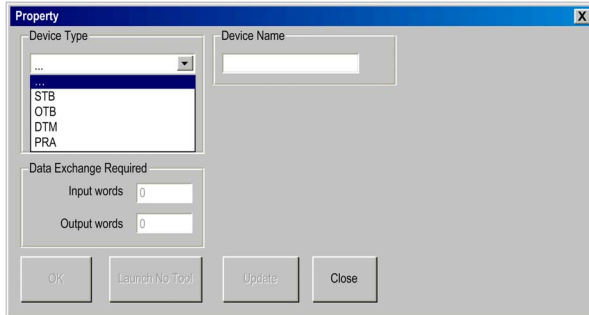 Property X
Device Type Device Name
...
...
STB
OTB
DTM
PRA
Data Exchange Required
Input words 0
Output words 0
OK Launch No Tool Update Close